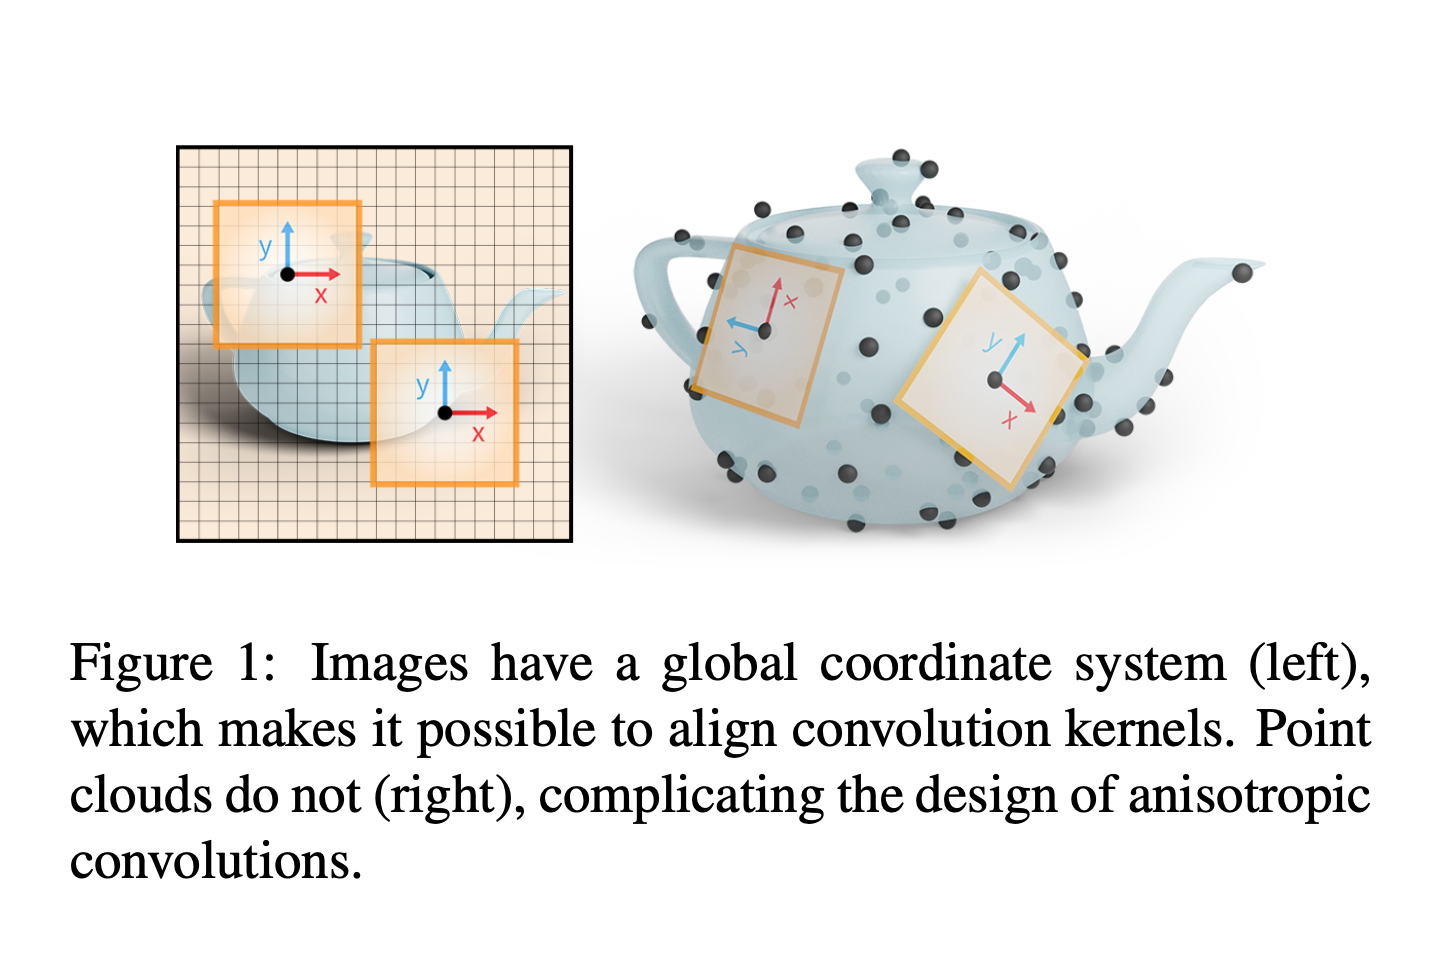 y
x
y
x
x
y
y
x
Figure 1: Images have a global coordinate system (left),
which makes it possible to align convolution kernels. Point
clouds do not (right), complicating the design of anisotropic
convolutions.